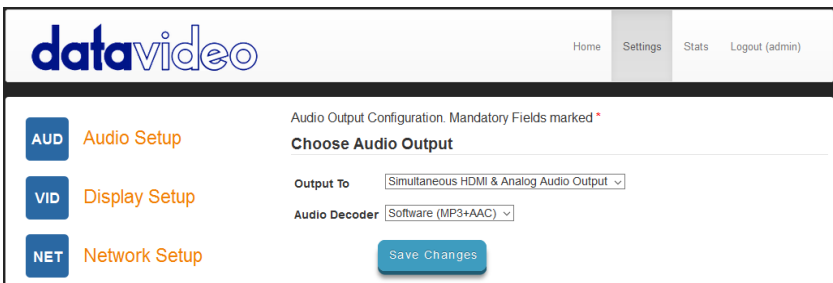 datavideo
Home Settings Stats Logout (admin)
AUD Audio Setup
VID Display Setup
NET Network Setup
Audio Output Configuration. Mandatory Fields marked *
Choose Audio Output
Output To Simultaneous HDMI & Analog Audio Output
Audio Decoder Software (MP3+AAC)
Save Changes